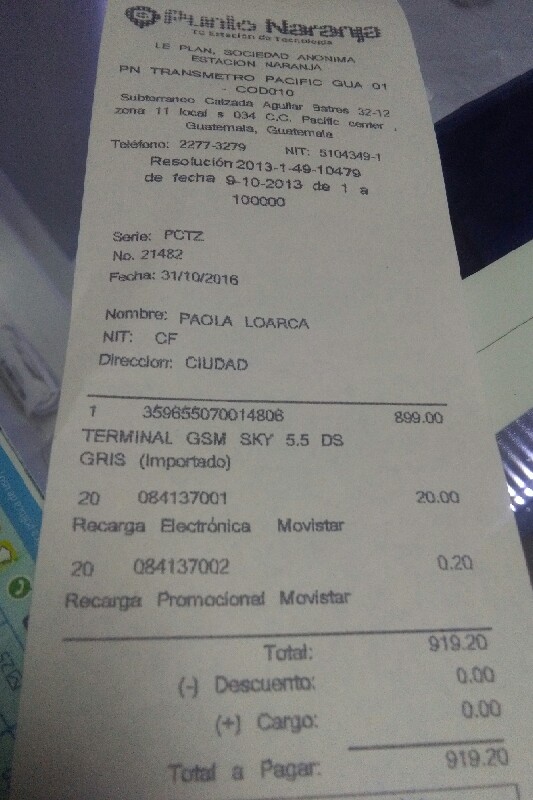 Punto Naranja
Tu Estación de Tecnología
LE PLAN, SOCIEDAD ANONIMA
ESTACION NARANJA
PN TRANSMETRO PACIFIC GUA 01
- COD010
Subterraneo Calzada Aguilar Batres 32-12
zona 11 local s 034 C.C. Pacific center ,
Guatemala, Guatemala
Teléfono: 2277-3279 NIT: 5104349-1
Resolución 2013-1-49-10479
de fecha 9-10-2013 de 1 a
100000
Serie: PCTZ
No. 21482
Fecha: 31/10/2016
Nombre: PAOLA LOARCA
NIT: CF
Direccion: CIUDAD
1 359655070014806 899.00
TERMINAL GSM SKY 5.5 DS
GRIS (Importado)
20 084137001 20.00
Recarga Electrónica Movistar
20 084137002 0.20
Recarga Promocional Movistar
Total: 919.20
(-) Descuento: 0.00
(+) Cargo: 0.00
Total a Pagar: 919.20